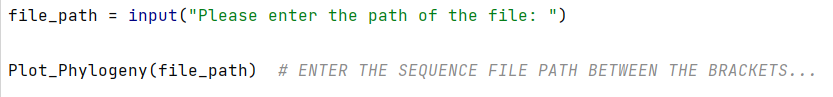 file_path = input("Please enter the path of the file: ")
Plot_Phylogeny(file_path)  # ENTER THE SEQUENCE FILE PATH BETWEEN THE BRACKETS...